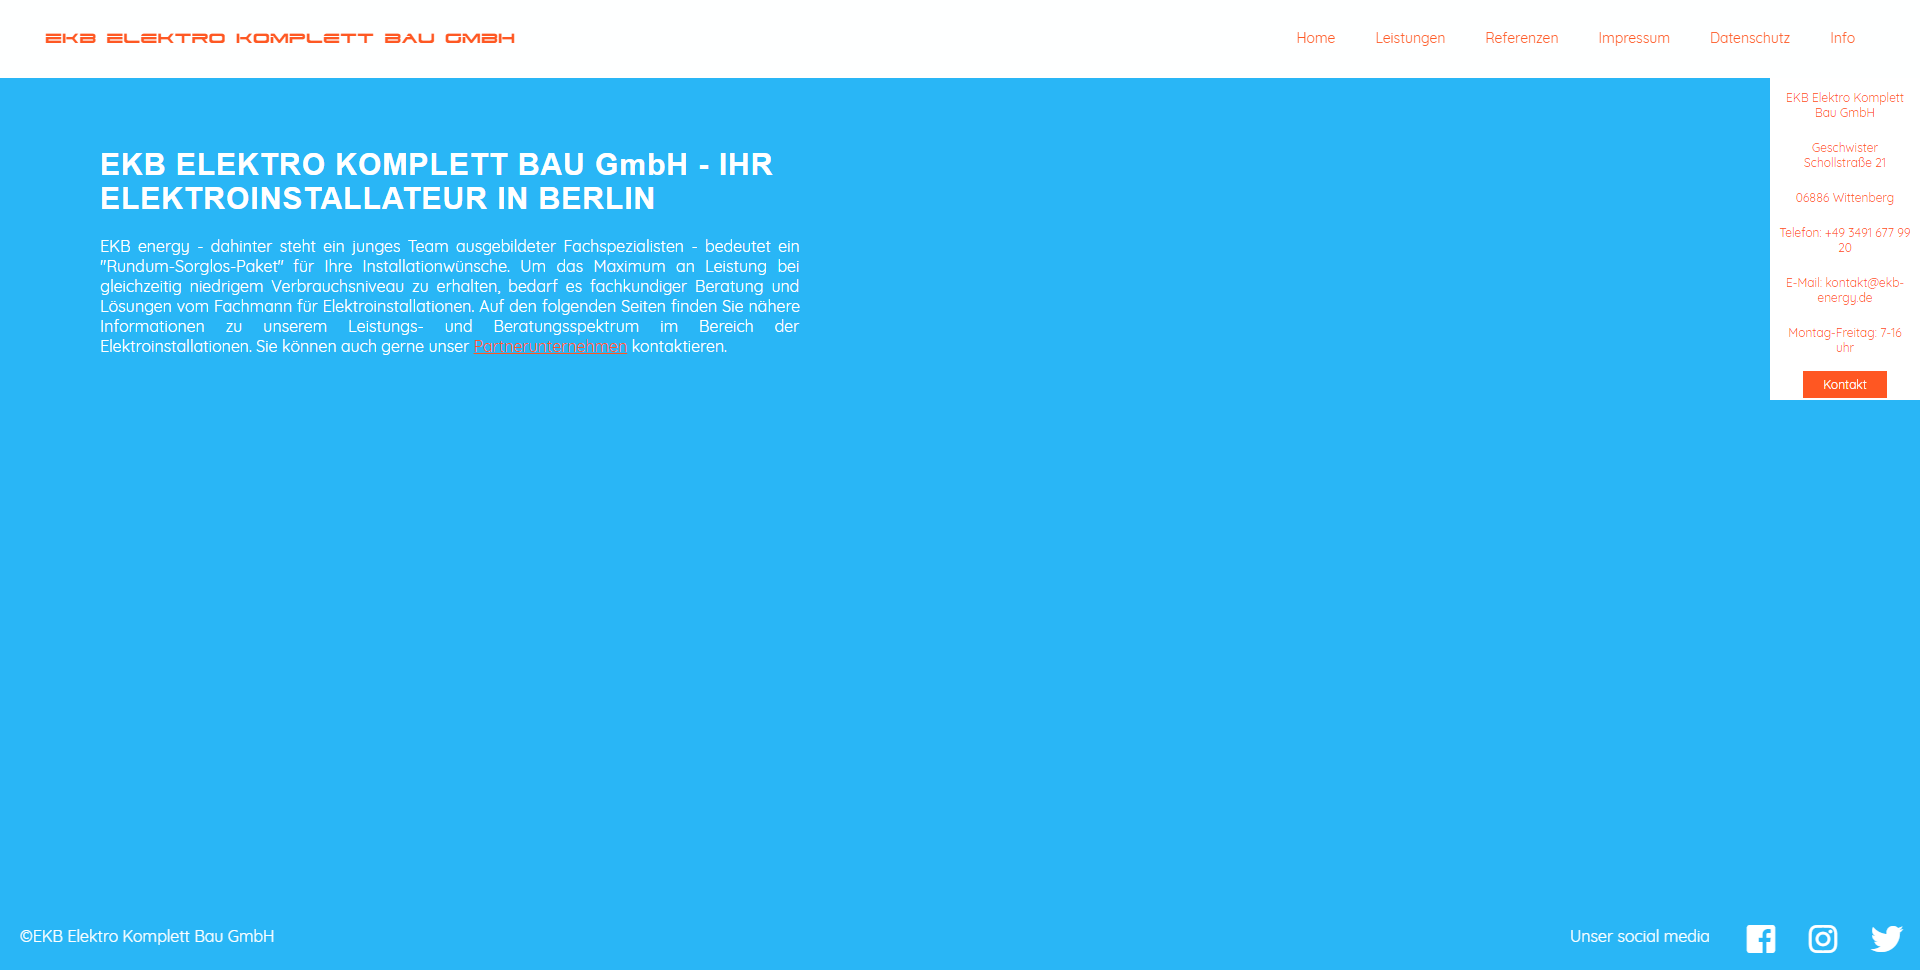 EKB ELEKTRO KOMPLETT BAU GMBH
Home Leistungen Referenzen Impressum Datenschutz Info
EKB Elektro Komplett
Bau GmbH
Geschwister
Schollstraße 21
06886 Wittenberg
Telefon: +49 3491 677 99
20
E-Mail: kontakt@ekb-
energy.de
Montag-Freitag: 7-16
uhr
Kontakt
EKB ELEKTRO KOMPLETT BAU GmbH - IHR
ELEKTROINSTALLATEUR IN BERLIN
EKB energy - dahinter steht ein junges Team ausgebildeter Fachspezialisten - bedeutet ein
"Rundum-Sorglos-Paket" für Ihre Installationwünsche. Um das Maximum an Leistung bei
gleichzeitig niedrigem Verbrauchsniveau zu erhalten, bedarf es fachkundiger Beratung und
Lösungen vom Fachmann für Elektroinstallationen. Auf den folgenden Seiten finden Sie nähere
Informationen zu unserem Leistungs- und Beratungsspektrum im Bereich der
Elektroinstallationen. Sie können auch gerne unser Partnerunternehmen kontaktieren.
©EKB Elektro Komplett Bau GmbH
Unser social media